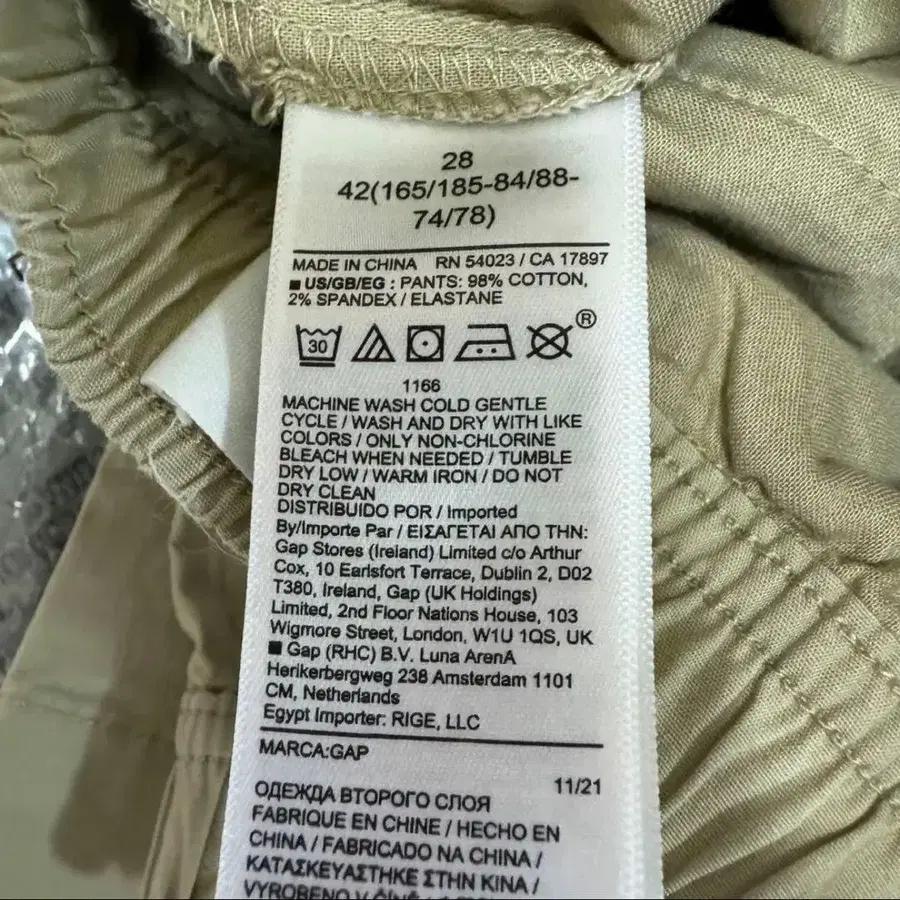 28
42(165/185-84/88-
74/78)
MADE IN CHINA RN 54023 / CA 17897
■ US/GB/EG : PANTS: 98% COTTON,
2% SPANDEX / ELASTANE
30 ®
1166
MACHINE WASH COLD GENTLE
CYCLE / WASH AND DRY WITH LIKE
COLORS / ONLY NON-CHLORINE
BLEACH WHEN NEEDED / TUMBLE
DRY LOW / WARM IRON / DO NOT
DRY CLEAN
DISTRIBUIDO POR / Imported
By/Importe Par / ΕΙΣΑΓΕΤΑΙ ΑΠΟ ΤΗΝ:
Gap Stores (Ireland) Limited c/o Arthur
Cox, 10 Earlsfort Terrace, Dublin 2, D02
T380, Ireland, Gap (UK Holdings)
Limited, 2nd Floor Nations House, 103
Wigmore Street, London, W1U 1QS, UK
■ Gap (RHC) B.V. Luna ArenA
Herikerbergweg 238 Amsterdam 1101
CM, Netherlands
Egypt Importer: RIGE, LLC
MARCA:GAP
11/21
ОДЕЖДА ВТОРОГО СЛОЯ
FABRIQUE EN CHINE / HECHO EN
CHINA / FABRICADO NA CHINA /
ΚΑΤΑΣΚΕΥΑΣΤΗΚΕ ΣΤΗΝ ΚΙΝΑ /
VYROBENO V ČÍNĚ /